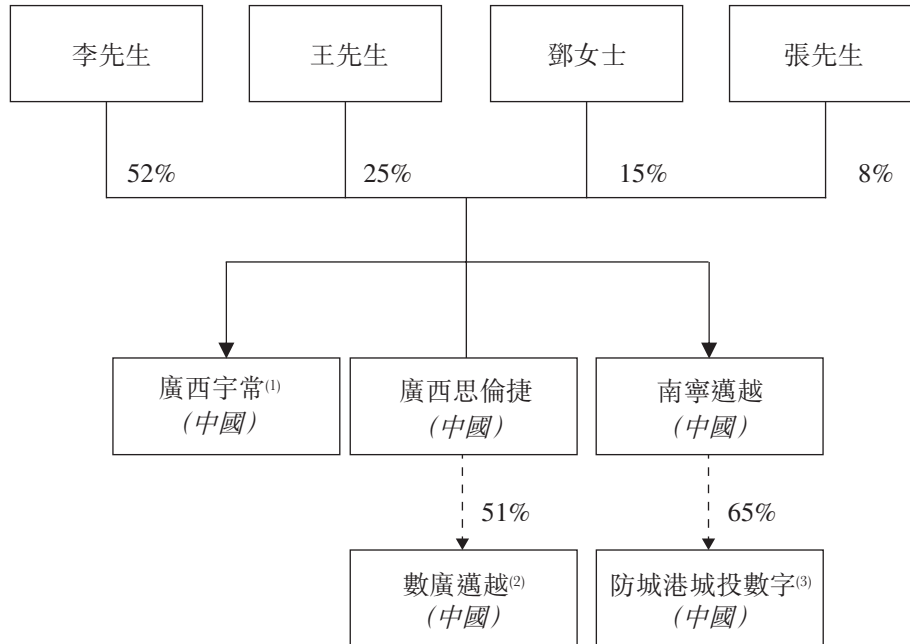 李先生
王先生
鄧女士
張先生
52%
25%
15%
8%
廣西宇常(1)
（中國）
廣西思倫捷
（中國）
南寧邁越
（中國）
51%
65%
數廣邁越(2)
（中國）
防城港城投數字(3)
（中國）